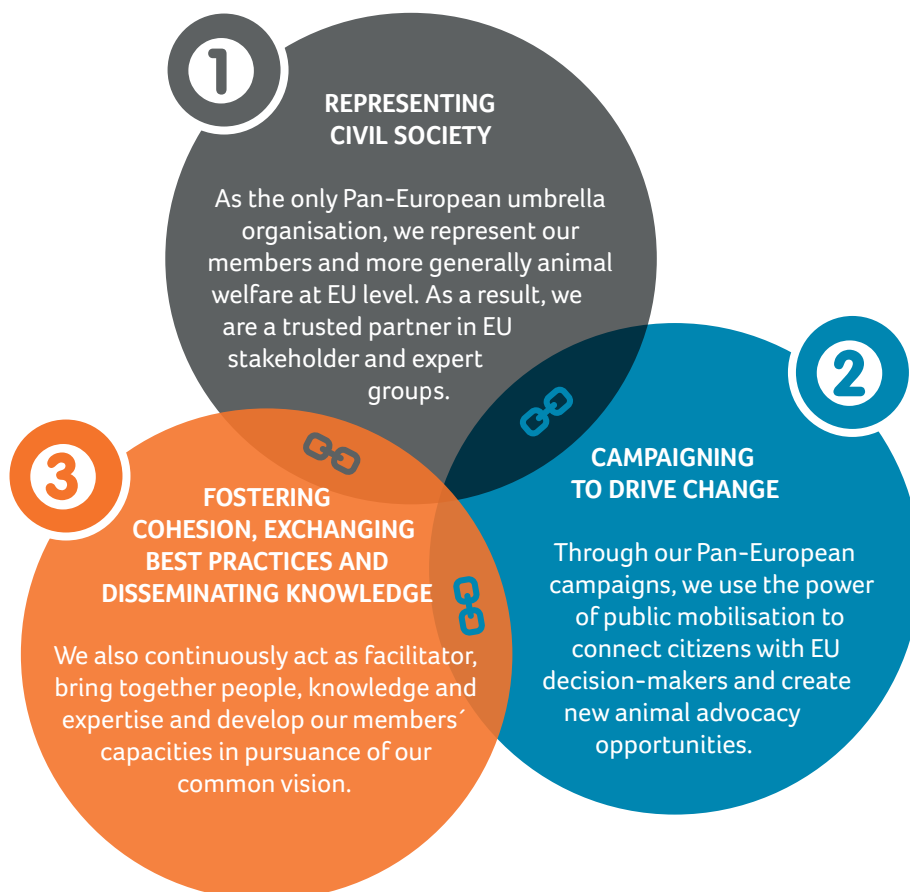 1
REPRESENTING
CIVIL SOCIETY
As the only Pan-European umbrella
organisation, we represent our
members and more generally animal
welfare at EU level. As a result, we
are a trusted partner in EU
stakeholder and expert
groups.
2
CAMPAIGNING
TO DRIVE CHANGE
Through our Pan-European
campaigns, we use the power
of public mobilisation to
connect citizens with EU
decision-makers and create
new animal advocacy
opportunities.
3
FOSTERING
COHESION, EXCHANGING
BEST PRACTICES AND
DISSEMINATING KNOWLEDGE
We also continuously act as facilitator,
bring together people, knowledge and
expertise and develop our members´
capacities in pursuance of our
common vision.